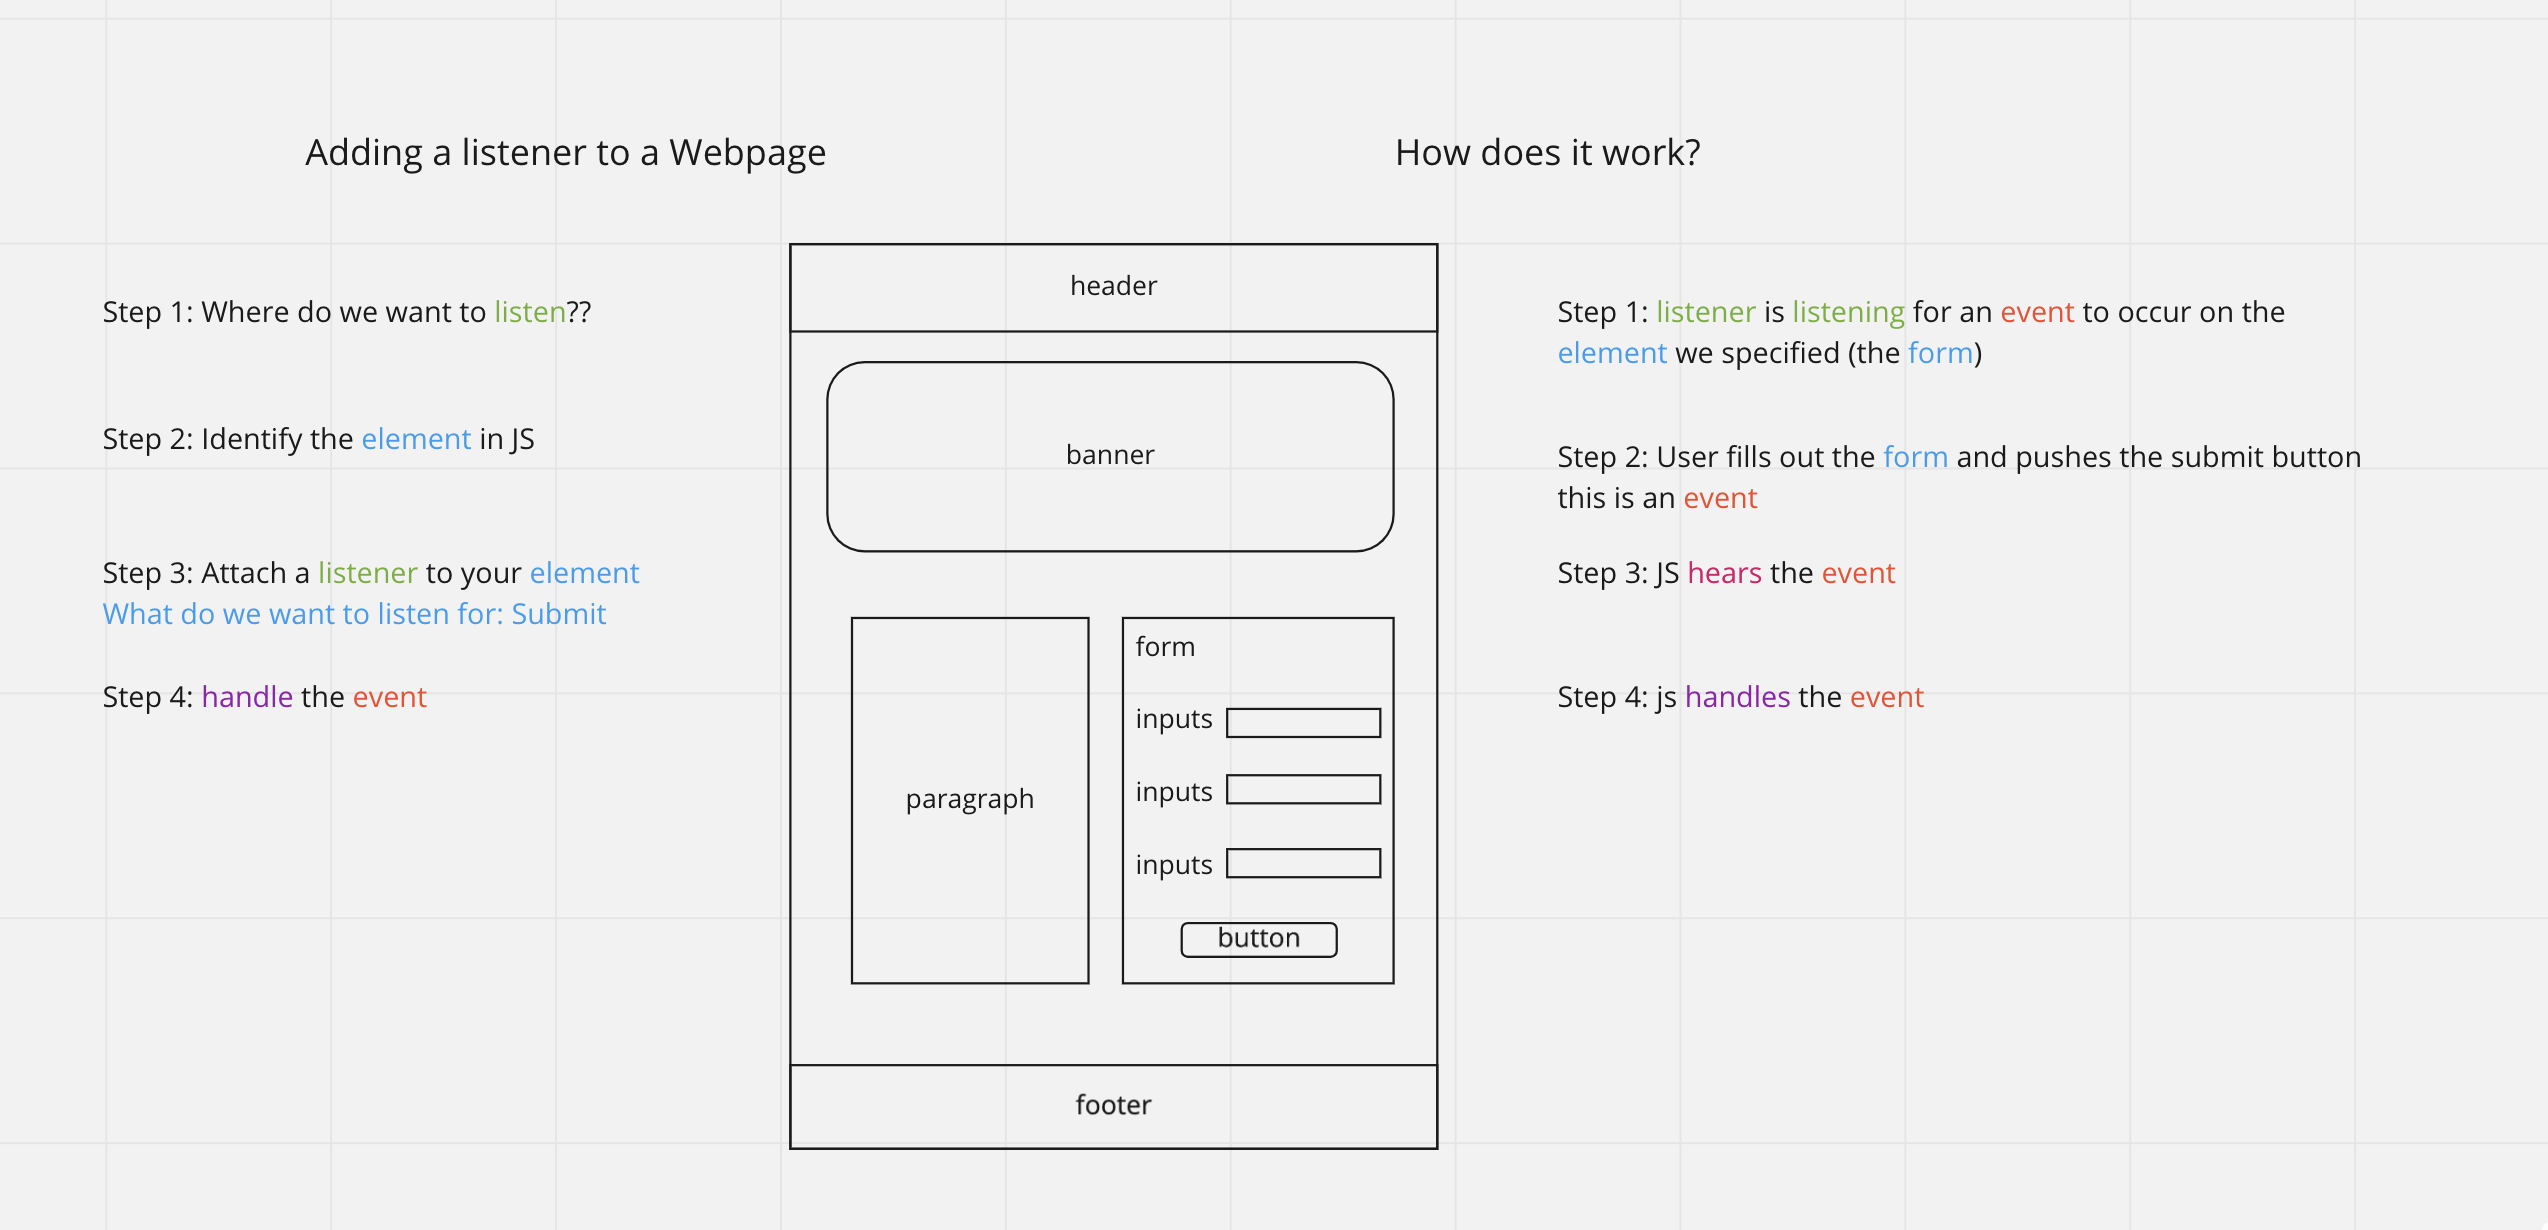 Adding a listener to a Webpage
How does it work?
Step 1: Where do we want to listen??
Step 2: Identify the element in JS
Step 3: Attach a listener to your element
What do we want to listen for: Submit
Step 4: handle the event
header
banner
paragraph
form
inputs
inputs
inputs
button
footer
Step 1: listener is listening for an event to occur on the
element we specified (the form)
Step 2: User fills out the form and pushes the submit button
this is an event
Step 3: JS hears the event
Step 4: js handles the event